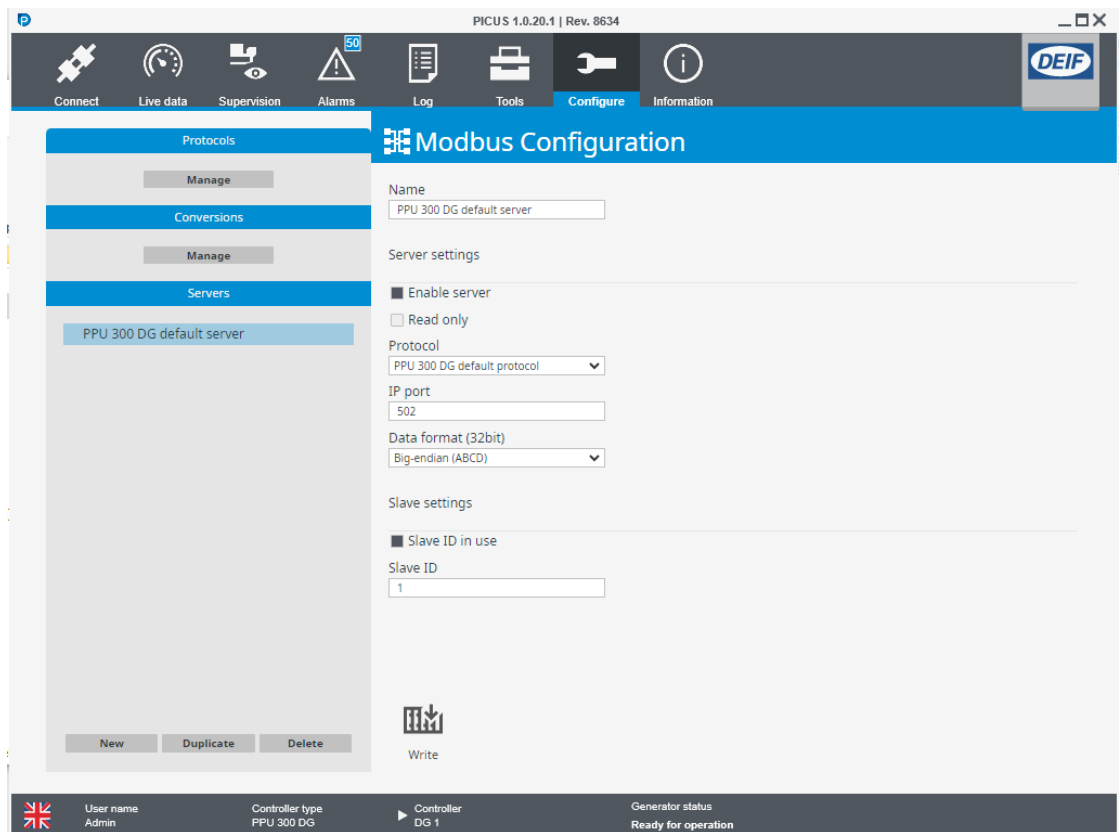 PICUS 1.0.20.1 | Rev. 8634
50
Connect Live data Supervision Alarms Log Tools Configure Information
DEIF
Protocols
Manage
Conversions
Manage
Servers
PPU 300 DG default server
New Duplicate Delete
Modbus Configuration
Name
PPU 300 DG default server
Server settings
Enable server
Read only
Protocol
PPU 300 DG default protocol
IP port
502
Data format (32bit)
Big-endian (ABCD)
Slave settings
Slave ID in use
Slave ID
1
Write
User name Controller type Controller Generator status
Admin PPU 300 DG DG 1 Ready for operation